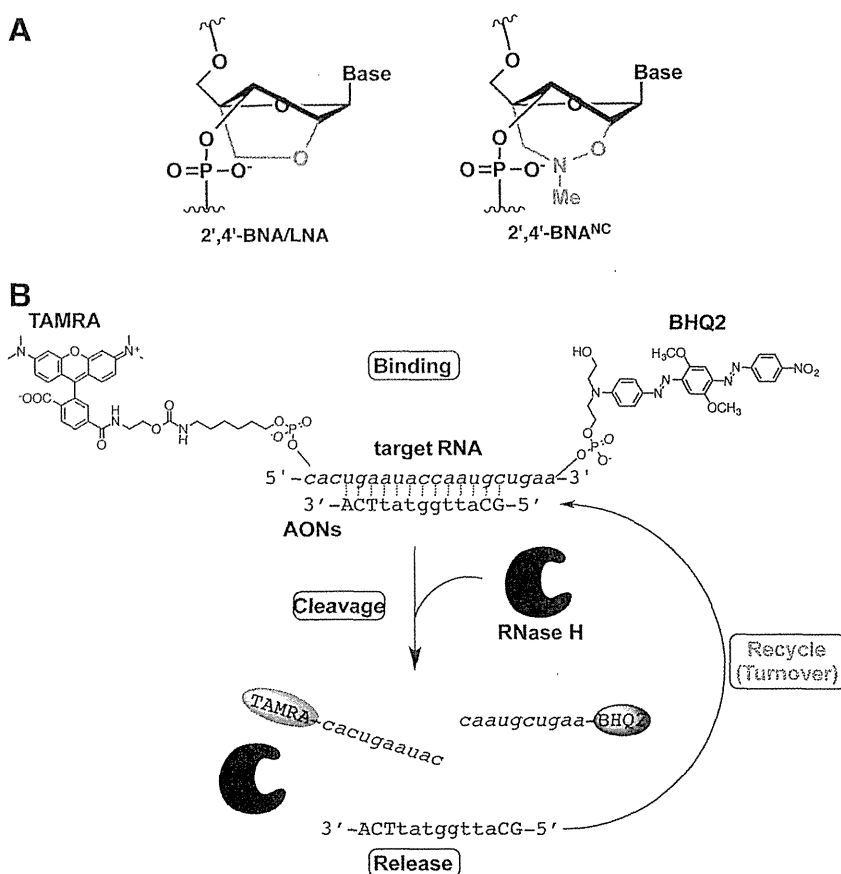 A
Base
O
O
O
O=P-O-
O
2',4'-BNA/LNA
Base
O
O
O
O=P-O-
N
O
Me
2',4'-BNA^NC
B
TAMRA
BHQ2
Binding
N
O
N+
-OOC
O
N
H
O
O
N
H
O
P
O
-O
O
HO
N
H3CO
N
N
N
N
NO2
OCH3
O
P
O
O
O-
target RNA
5'-cacugaauaccaaugcugaa-3'
3'-ACTtatggttaCG-5'
AONs
Cleavage
RNase H
Recycle
(Turnover)
TAMRA-cacugaauac
caaugcugaa-BHQ2
3'-ACTtatggttaCG-5'
Release